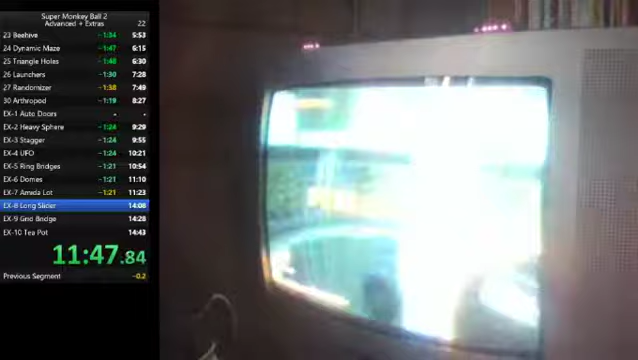 Super Monkey Ball 2
Advanced + Extras 22
23 Beehive -1:34 5:53
24 Dynamic Maze -1:47 6:15
25 Triangle Holes -1:40 6:30
26 Launchers -1:30 7:28
27 Randomizer -1:38 7:49
30 Arthropod -1:19 8:27
EX-1 Auto Doors - -
EX-2 Heavy Sphere -1:24 9:29
EX-3 Stagger -1:24 9:55
EX-4 UFO -1:24 10:21
EX-5 Ring Bridges -1:21 10:54
EX-6 Domes -1:21 11:10
EX-7 Amida Lot -1:21 11:23
EX-8 Long Slider 14:08
EX-9 Grid Bridge 14:28
EX-10 Tea Pot 14:43
11:47.84
Previous Segment -0.2